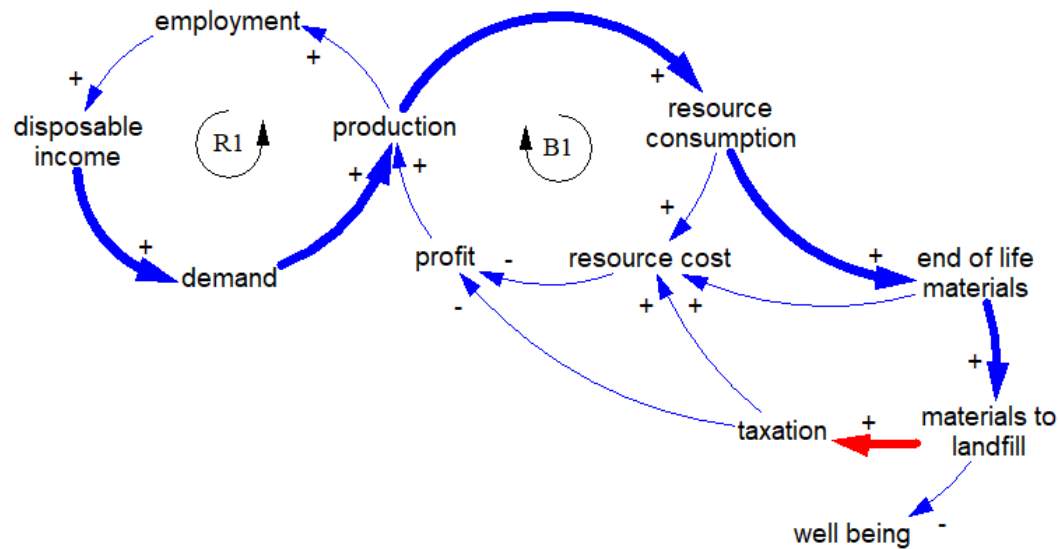 employment
+
+
+
+
disposable
income
R1
production
B1
resource
consumption
+
+
+
+
profit
-
resource cost
+
end of life
materials
demand
-
+
+
+
taxation
+
materials to
landfill
well being
-